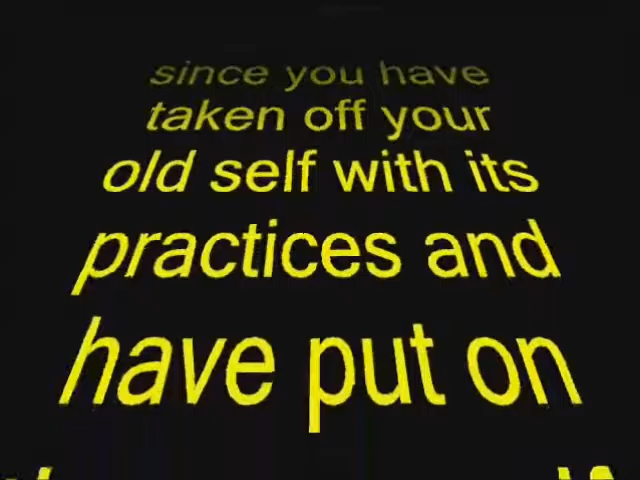 since you have
taken off your
old self with its
practices and
have put on